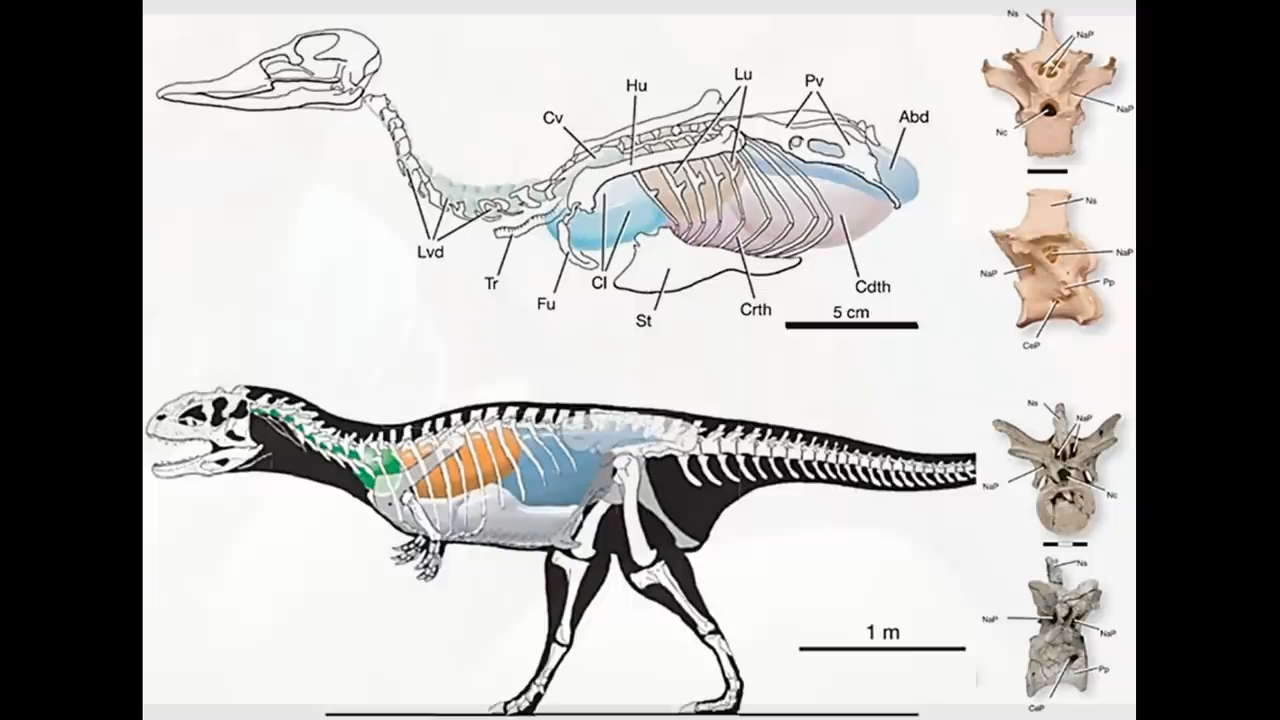 Hu
Lu
Pv
Cv
Abd
Lvd
Tr
Fu
Cl
St
Crth
Cdth
5 cm
1 m
Ns
NaP
NaP
Nc
Ns
NaP
NaP
Pp
CeP
Ns
NaP
NaP
Nc
Ns
NaP
NaP
Pp
CeP